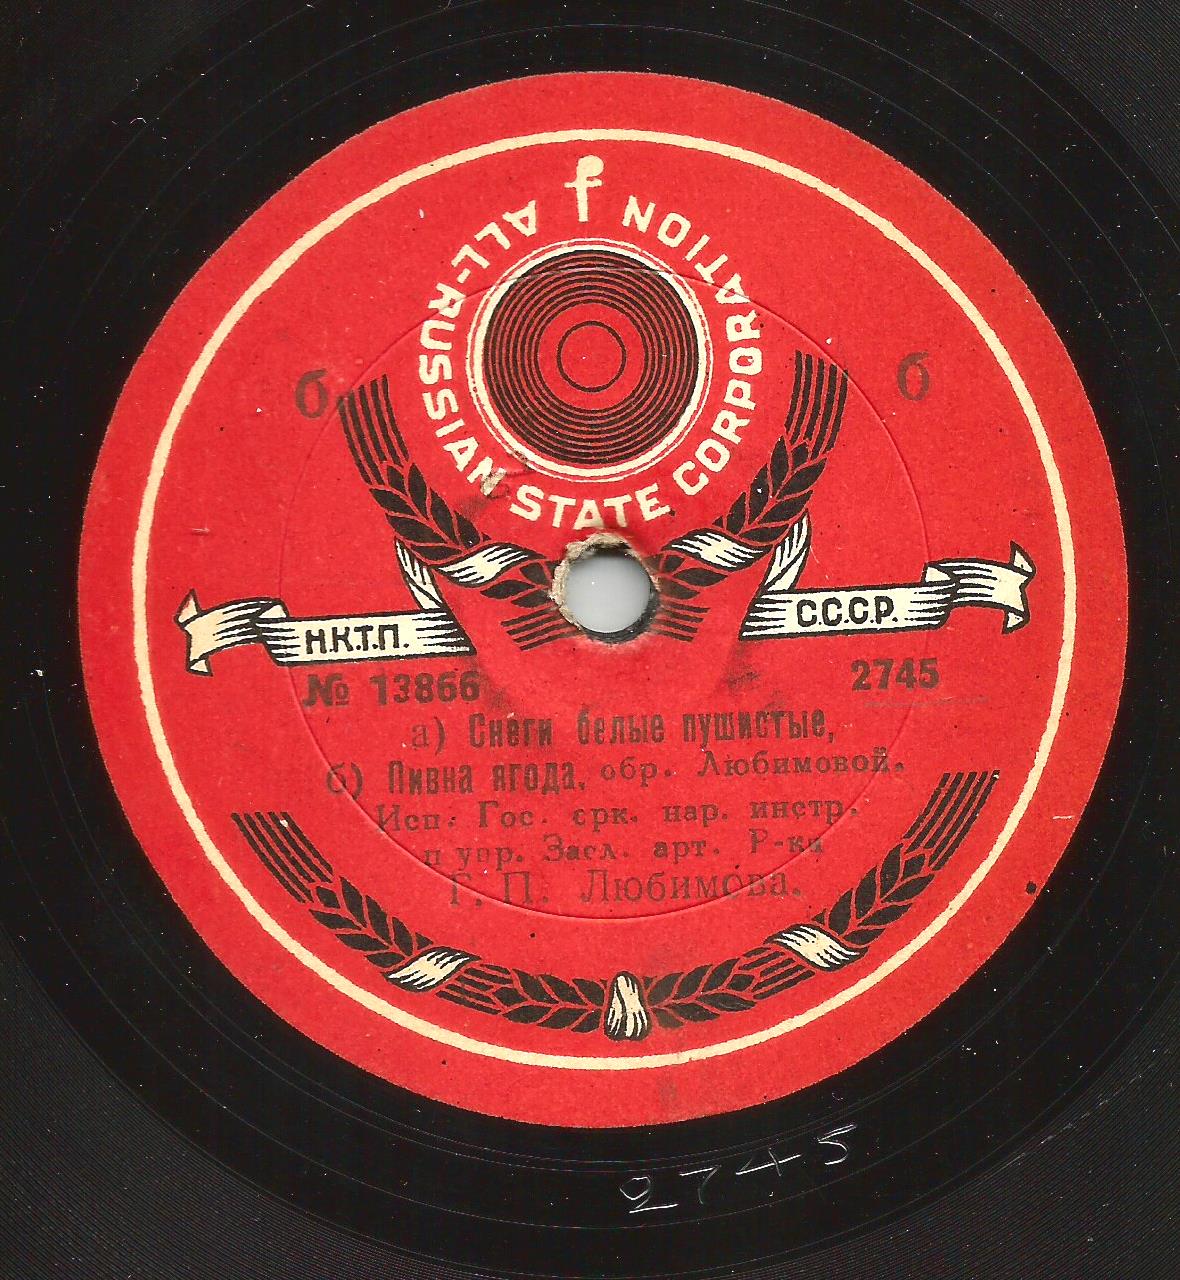 ALL-RUSSIAN STATE CORPORATION
б б
Н.К.Т.П. С.С.С.Р.
№ 13866 2745
а) Снеги белые пушистые,
б) Пивна ягода, обр. Любимовой.
Исп. Гос. орк. нар. инстр.
п упр. Засл. арт. Р-ки
Г. П. Любимова.
2745